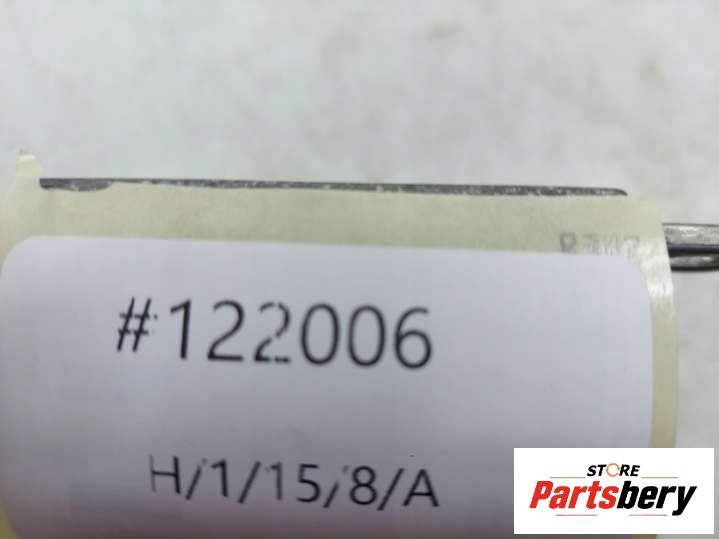 #122006
H/1/15/8/A
STORE
Partsbery